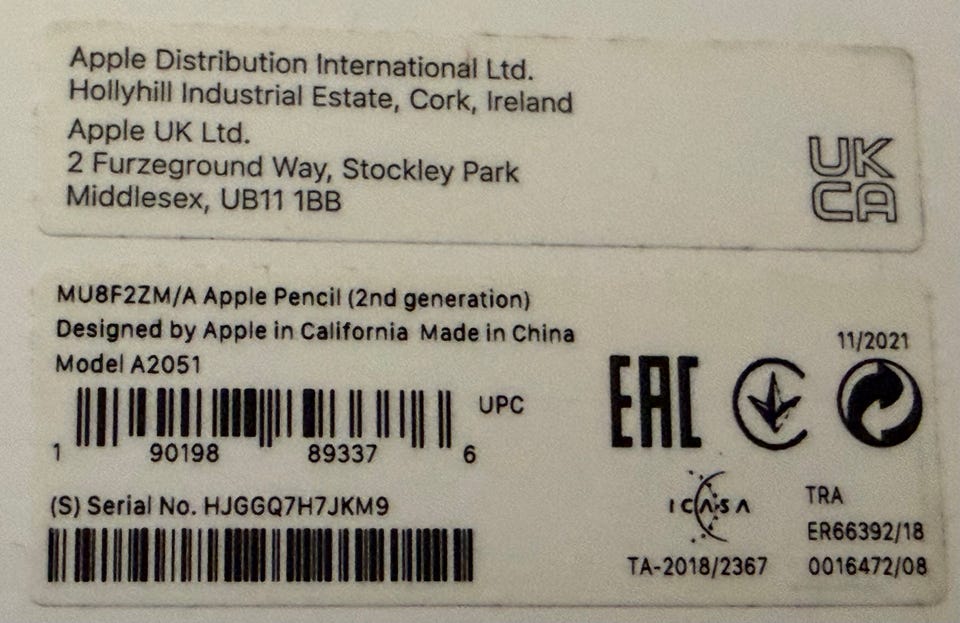 Apple Distribution International Ltd.
Hollyhill Industrial Estate, Cork, Ireland
Apple UK Ltd.
2 Furzeground Way, Stockley Park
Middlesex, UB11 1BB
UK
CA
MU8F2ZM/A Apple Pencil (2nd generation)
Designed by Apple in California Made in China
Model A2051
UPC
1 90198 89337 6
(S) Serial No. HJGGQ7H7JKM9
11/2021
EAC
ICASA
TA-2018/2367
TRA
ER66392/18
0016472/08